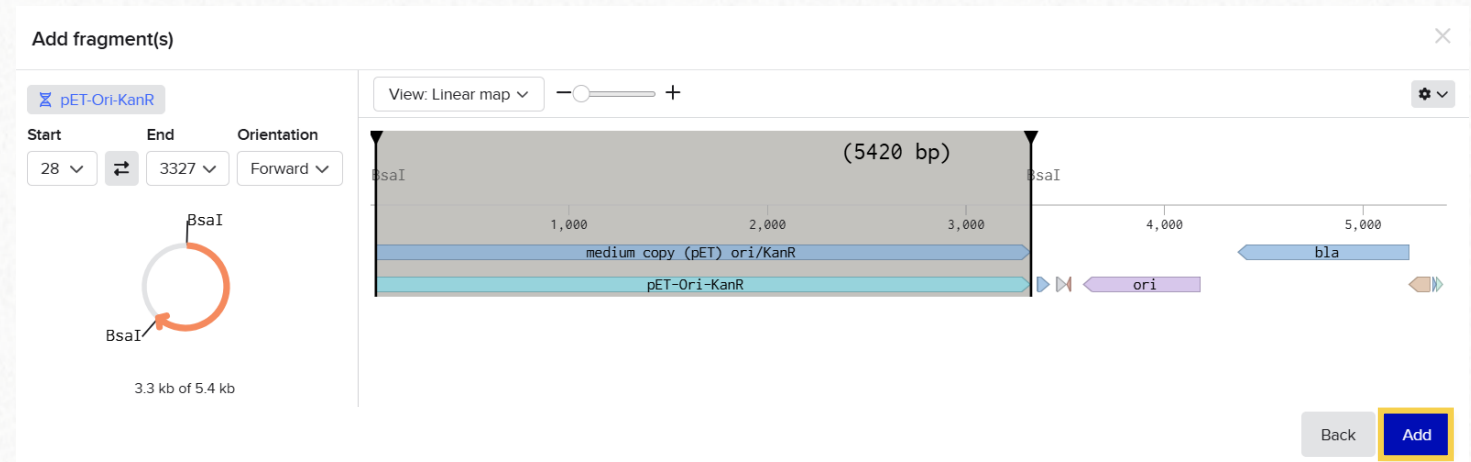 Add fragment(s)
pET-Ori-KanR
Start End Orientation
28 3327 Forward
BsaI
BsaI
3.3 kb of 5.4 kb
View: Linear map
(5420 bp)
BsaI BsaI
1,000 2,000 3,000 4,000 5,000
medium copy (pET) ori/KanR bla
pET-Ori-KanR ori
Back Add